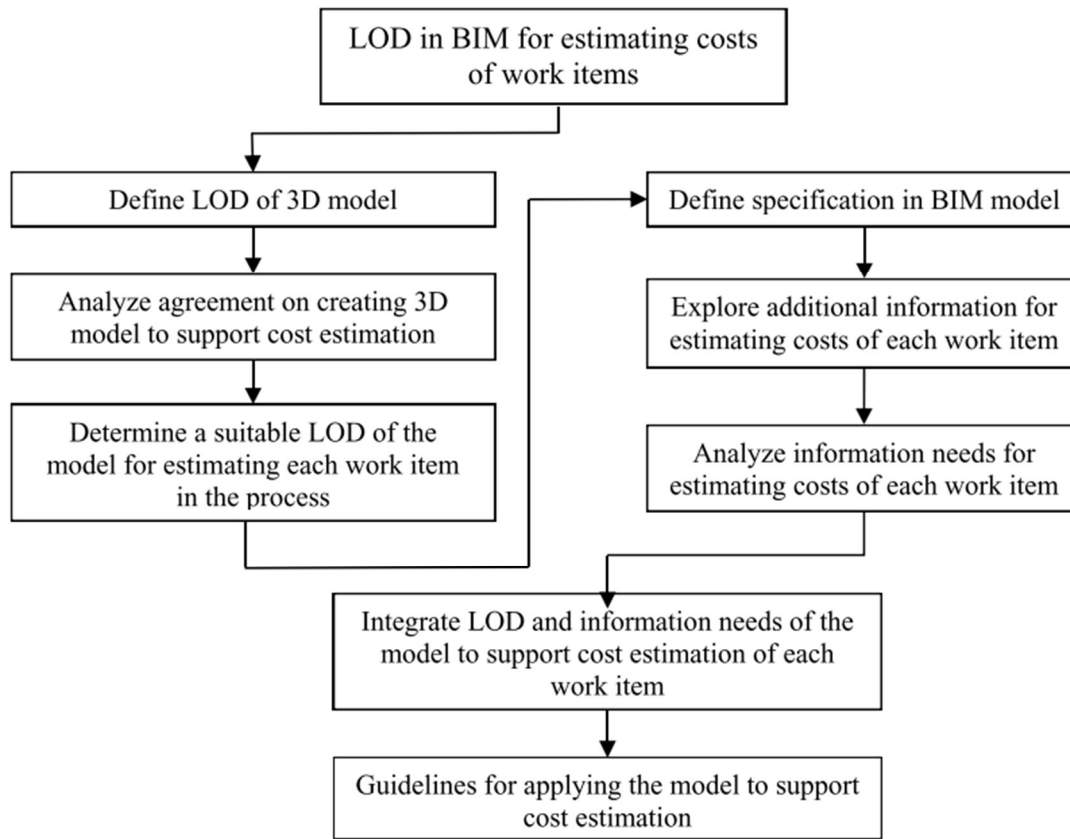 LOD in BIM for estimating costs
of work items
Define LOD of 3D model
Analyze agreement on creating 3D
model to support cost estimation
Determine a suitable LOD of the
model for estimating each work item
in the process
Define specification in BIM model
Explore additional information for
estimating costs of each work item
Analyze information needs for
estimating costs of each work item
Integrate LOD and information needs of the
model to support cost estimation of each
work item
Guidelines for applying the model to support
cost estimation